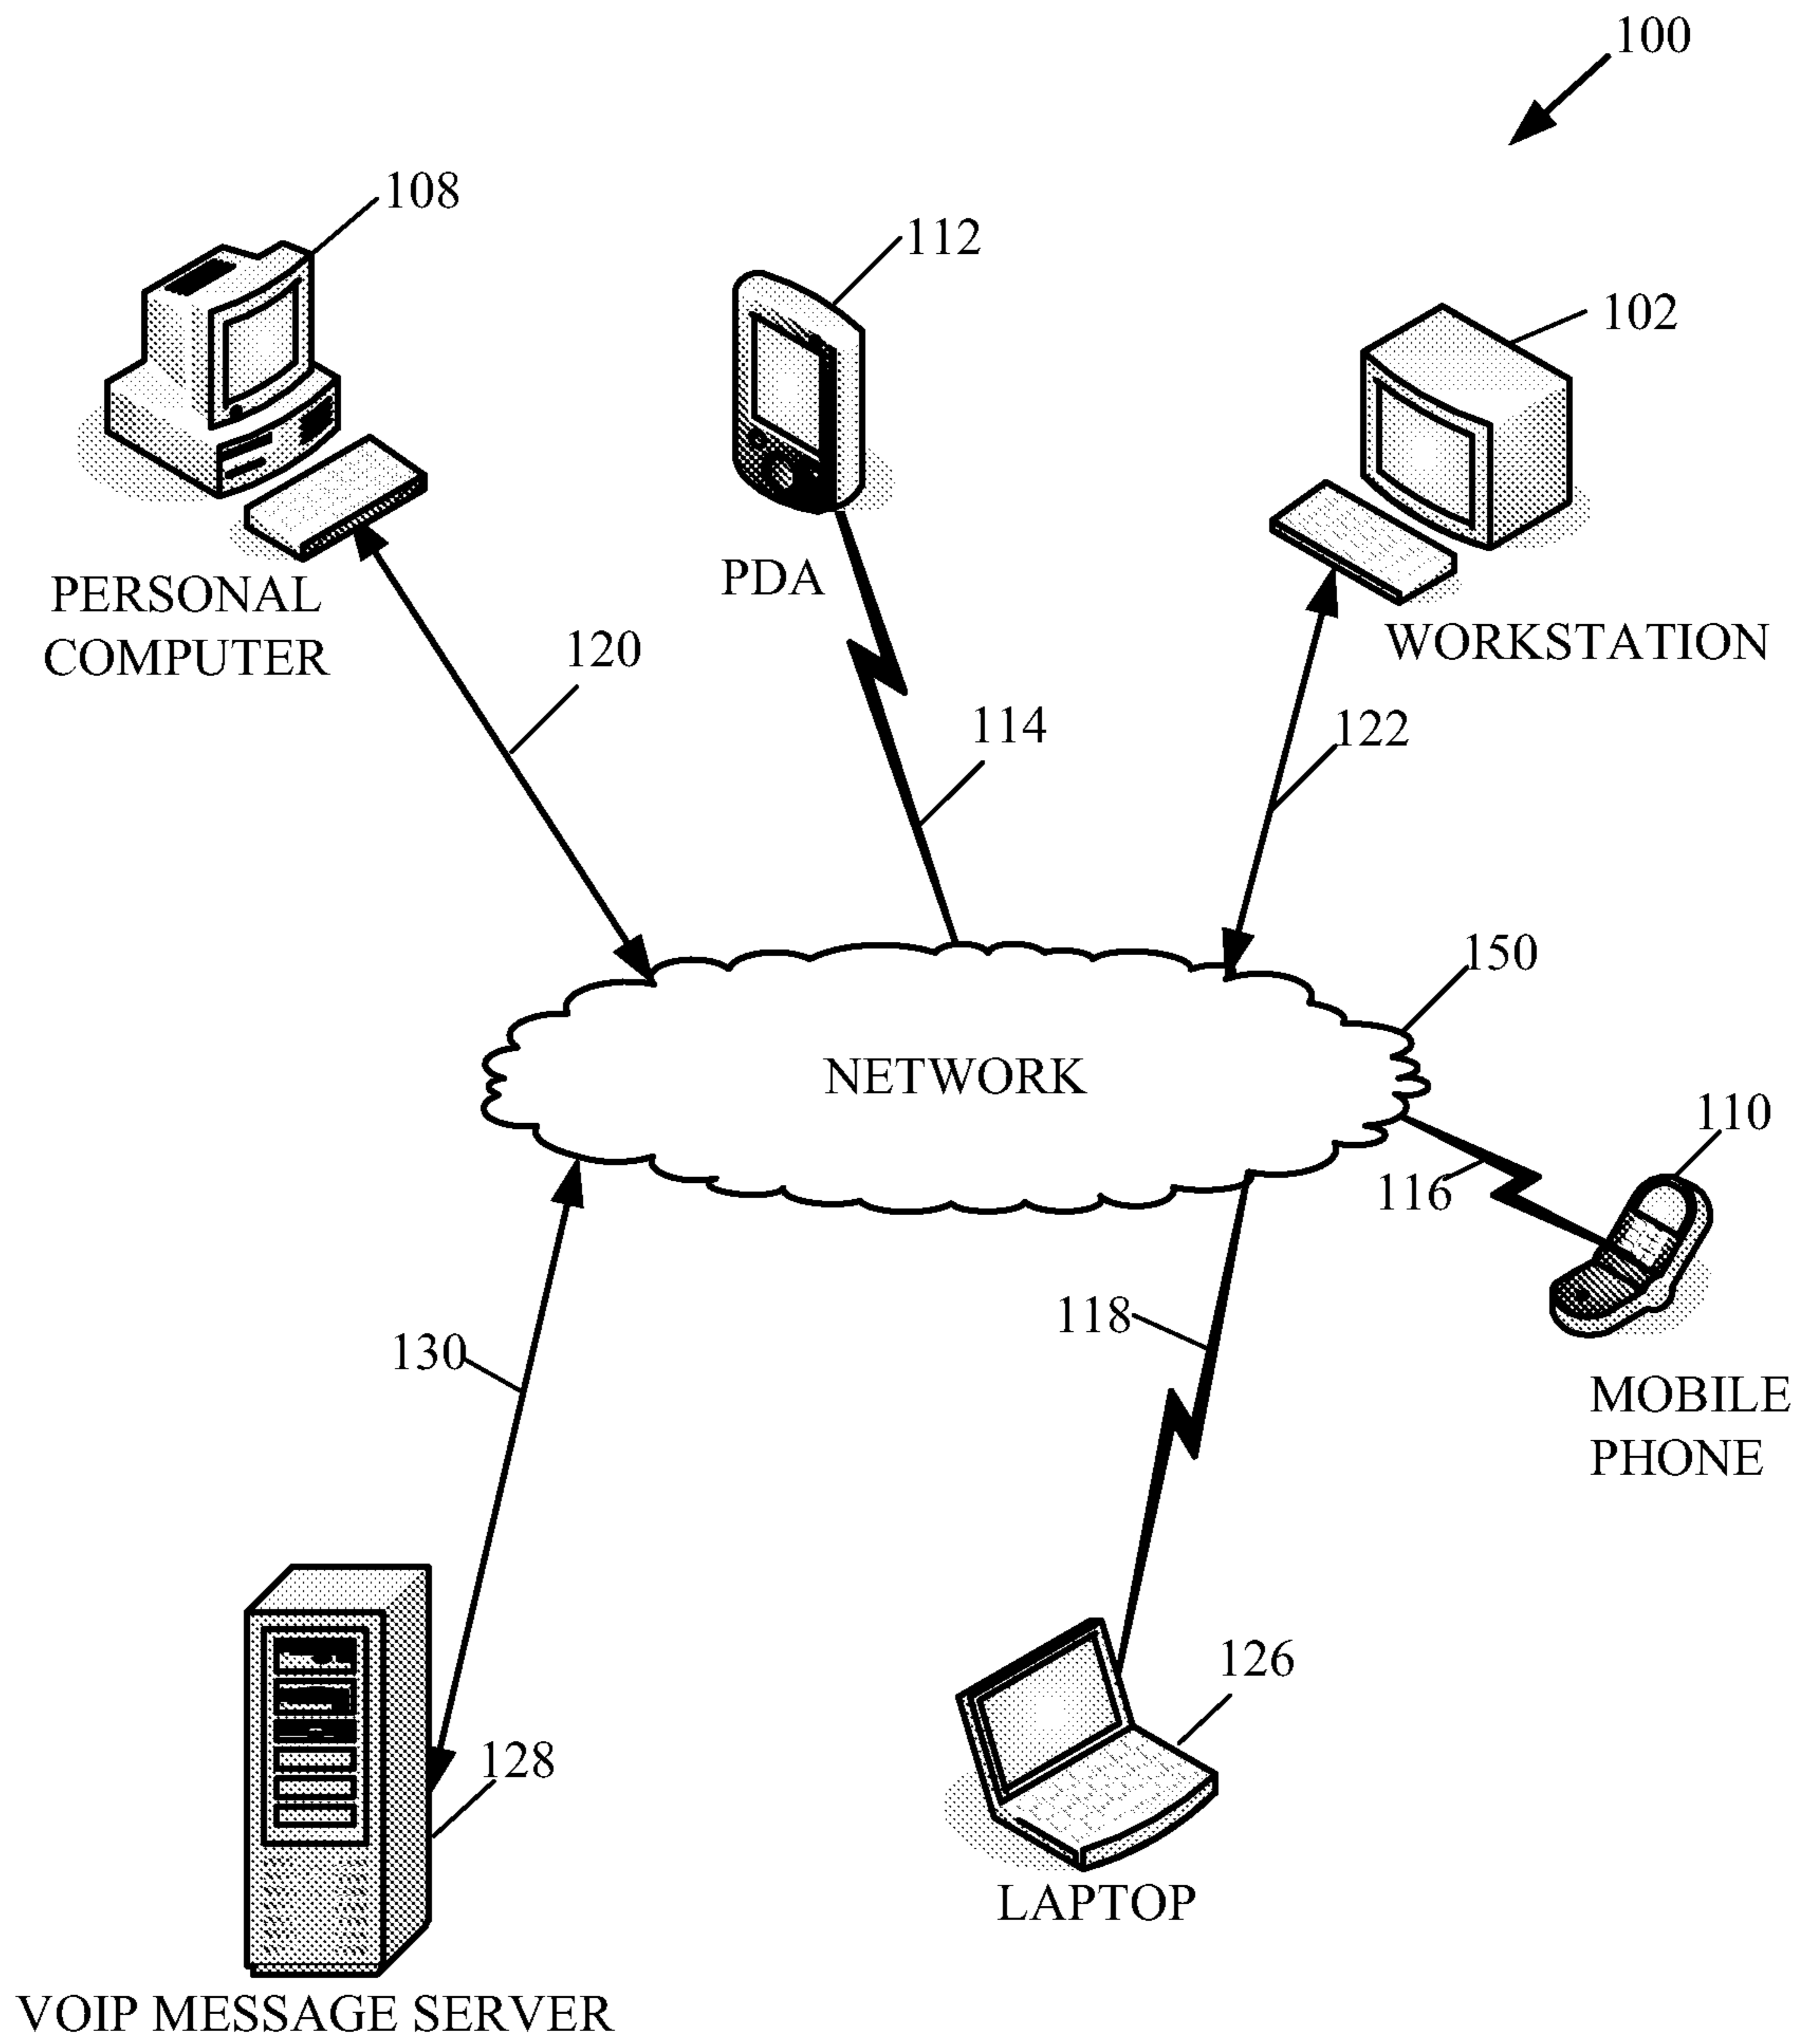 100
108
112
102
PERSONAL
COMPUTER
PDA
WORKSTATION
120
114
122
150
NETWORK
110
116
118
130
MOBILE
PHONE
126
128
LAPTOP
VOIP MESSAGE SERVER